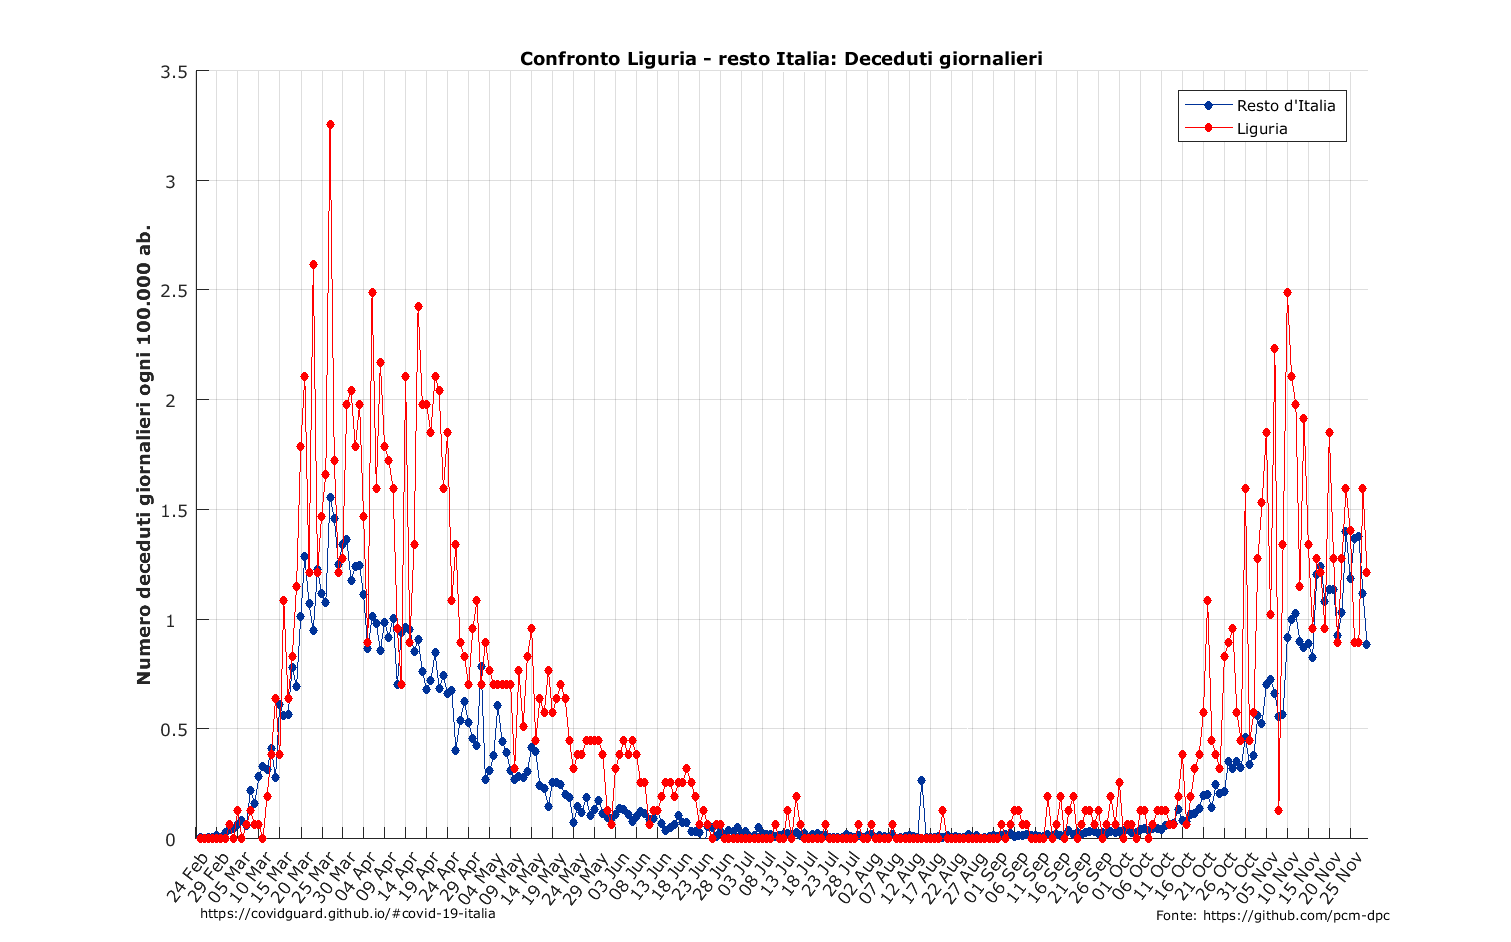 Confronto Liguria - resto Italia: Deceduti giornalieri
Resto d'Italia
Liguria
Numero deceduti giornalieri ogni 100.000 ab.
3.5
3
2.5
2
1.5
1
0.5
0
24 Feb
29 Feb
05 Mar
10 Mar
15 Mar
20 Mar
25 Mar
30 Mar
04 Apr
09 Apr
14 Apr
19 Apr
24 Apr
29 Apr
04 May
09 May
14 May
19 May
24 May
29 May
03 Jun
08 Jun
13 Jun
18 Jun
23 Jun
28 Jun
03 Jul
08 Jul
13 Jul
18 Jul
23 Jul
28 Jul
02 Aug
07 Aug
12 Aug
17 Aug
22 Aug
27 Aug
01 Sep
06 Sep
11 Sep
16 Sep
21 Sep
26 Sep
01 Oct
06 Oct
11 Oct
16 Oct
21 Oct
26 Oct
31 Oct
05 Nov
10 Nov
15 Nov
20 Nov
25 Nov
https://covidguard.github.io/#covid-19-italia
Fonte: https://github.com/pcm-dpc